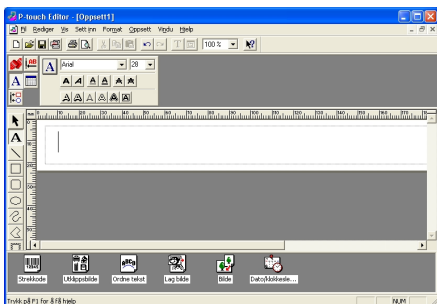 P-touch Editor - [Oppsett1]
Fil Rediger Vis Sett inn Format Oppsett Vindu Help
100 %
Arial 28
Strekkode Utklippsbilde Ordne tekst Lag bilde Bilde Dato/klokkesle...
Trykk på F1 for å få hjelp NUM